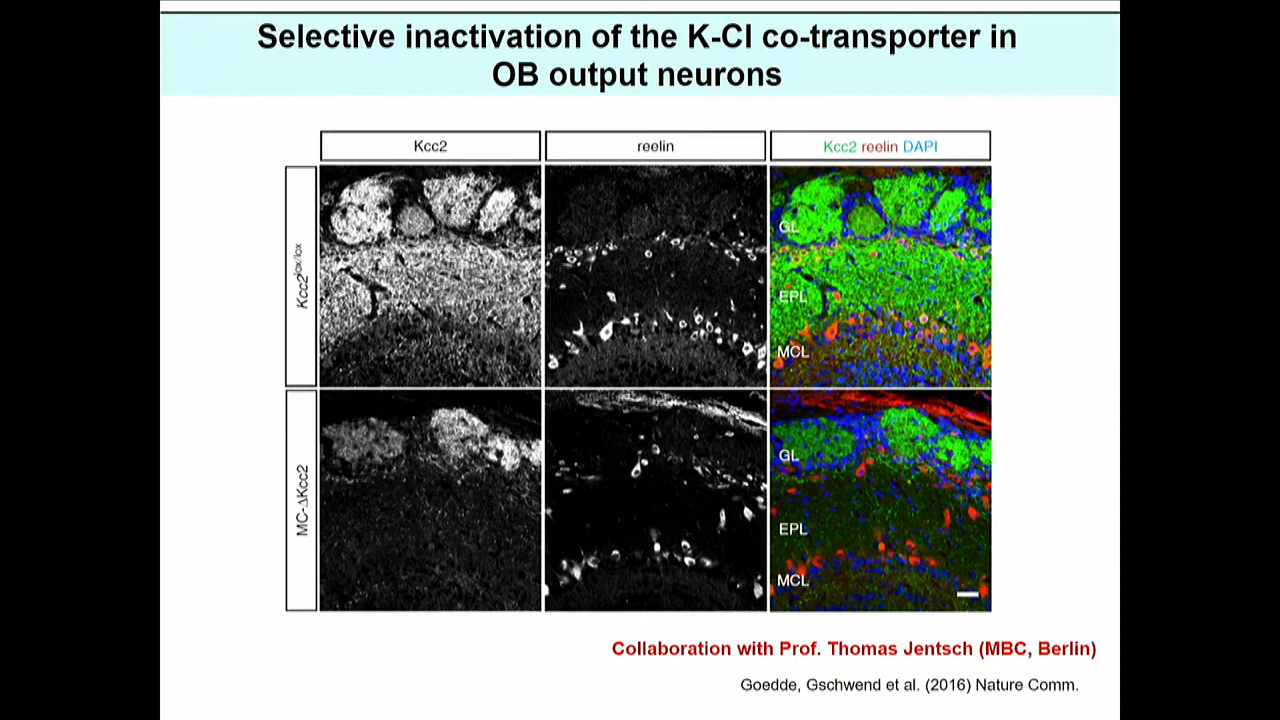 Selective inactivation of the K-Cl co-transporter in
OB output neurons
Kcc2
reelin
Kcc2 reelin DAPI
Kcc2lox/lox
GL
EPL
MCL
MC-ΔKcc2
GL
EPL
MCL
Collaboration with Prof. Thomas Jentsch (MBC, Berlin)
Goedde, Gschwend et al. (2016) Nature Comm.